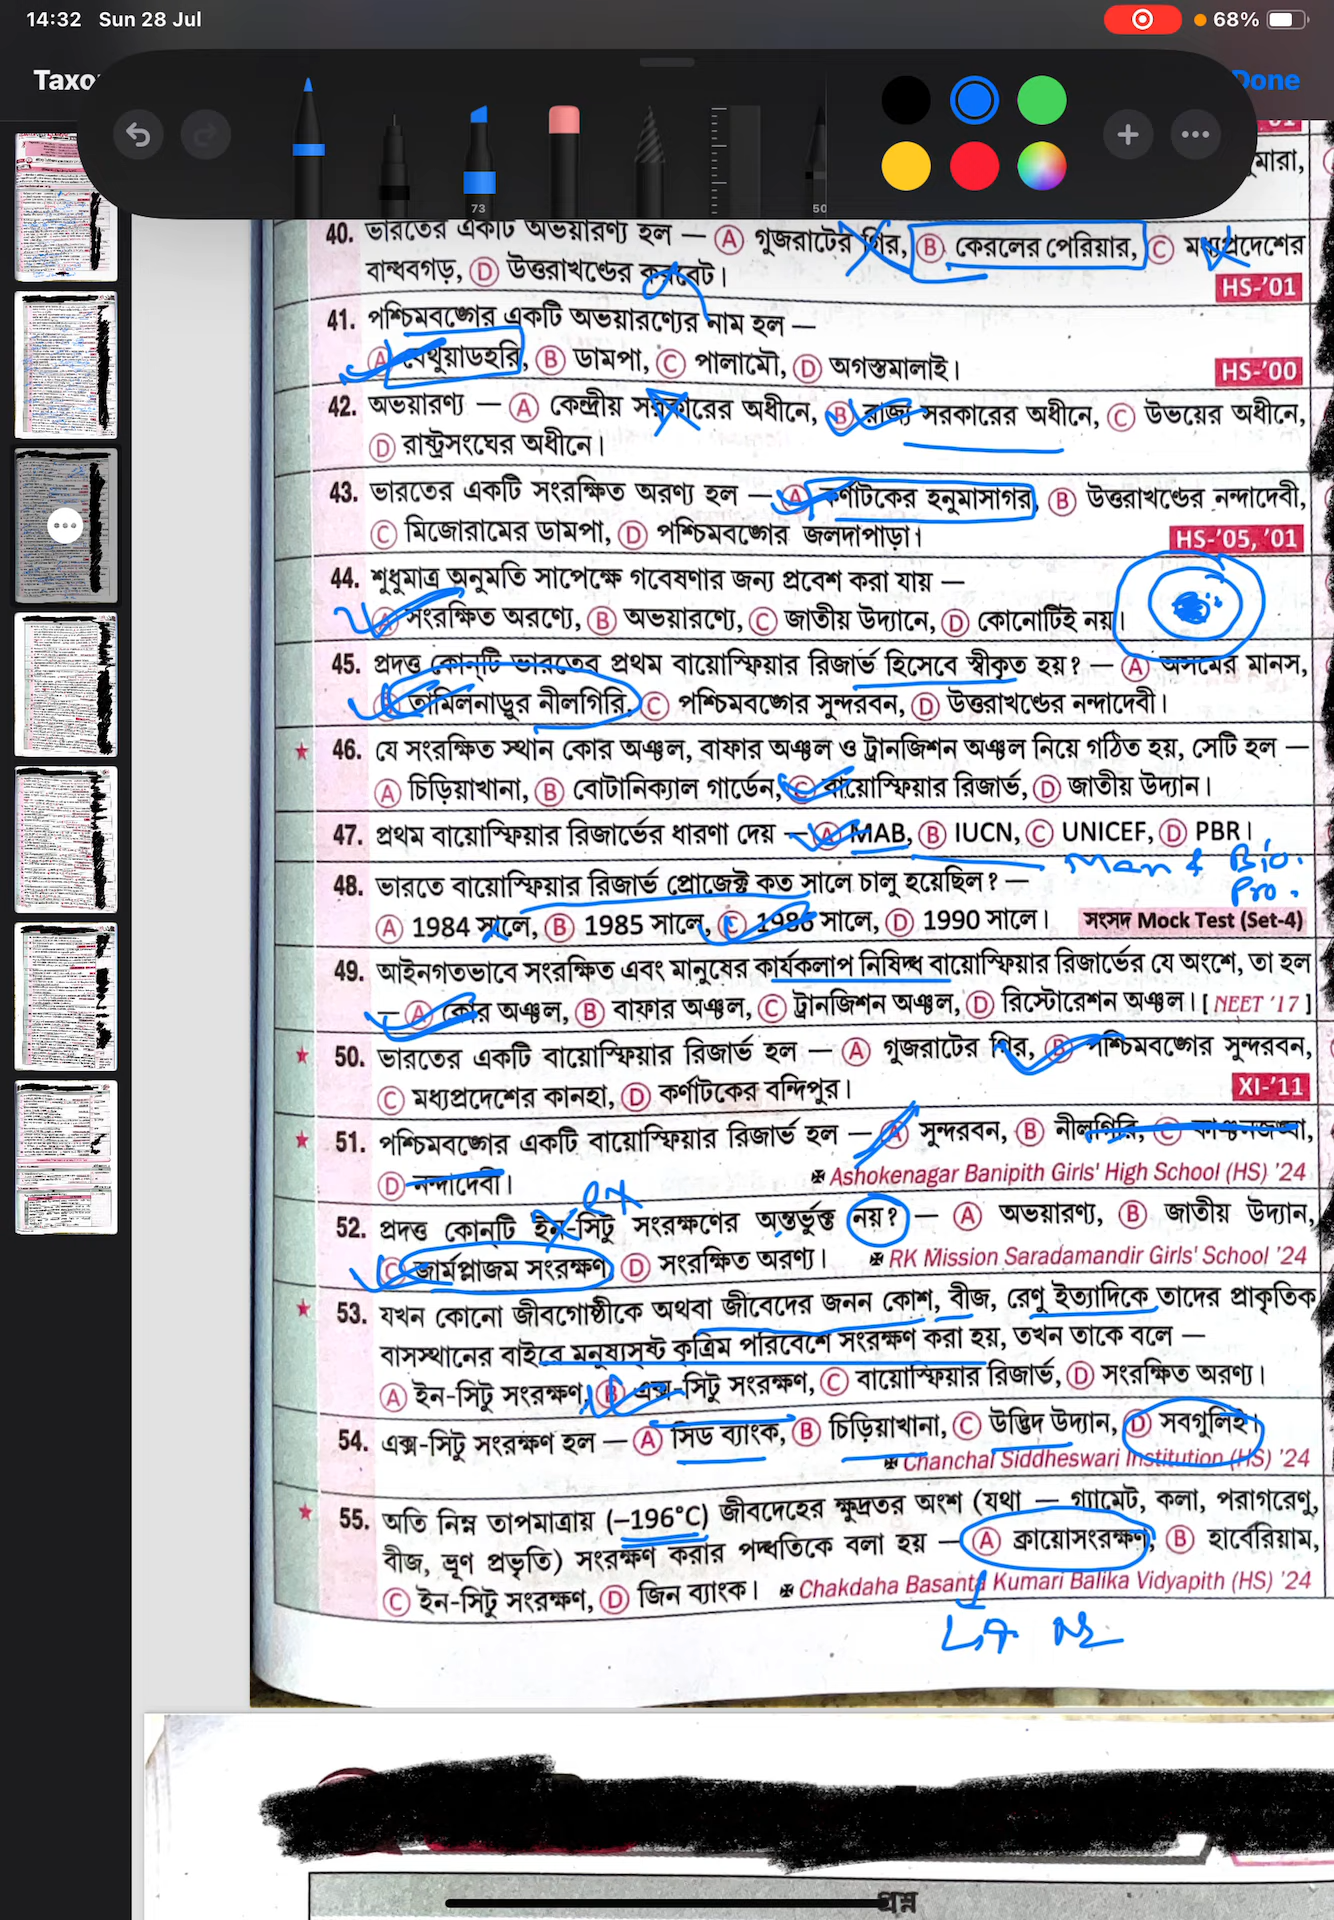 14:32 Sun 28 Jul
68%
Done
73
50
মারা,
40. ভারতের একটি অভয়ারণ্য হল — Ⓐ গুজরাটের গির, Ⓑ কেরলের পেরিয়ার, Ⓒ মধ্যপ্রদেশের
বান্ধবগড়, Ⓓ উত্তরাখণ্ডের করবেট।
HS-'01
41. পশ্চিমবঙ্গের একটি অভয়ারণ্যের নাম হল —
Ⓐ বেথুয়াডহরি, Ⓑ ডামপা, Ⓒ পালামৌ, Ⓓ অগস্তমালাই।
HS-'00
42. অভয়ারণ্য — Ⓐ কেন্দ্রীয় সরকারের অধীনে, Ⓑ রাজ্য সরকারের অধীনে, Ⓒ উভয়ের অধীনে,
Ⓓ রাষ্ট্রসংঘের অধীনে।
43. ভারতের একটি সংরক্ষিত অরণ্য হল — Ⓐ কর্ণাটকের হনুমাসাগর, Ⓑ উত্তরাখণ্ডের নন্দাদেবী,
Ⓒ মিজোরামের ডামপা, Ⓓ পশ্চিমবঙ্গের জলদাপাড়া।
HS-'05, '01
44. শুধুমাত্র অনুমতি সাপেক্ষে গবেষণার জন্য প্রবেশ করা যায় —
Ⓐ সংরক্ষিত অরণ্যে, Ⓑ অভয়ারণ্যে, Ⓒ জাতীয় উদ্যানে, Ⓓ কোনোটিই নয়।
45. প্রদত্ত কোন্‌টি ভারতের প্রথম বায়োস্ফিয়ার রিজার্ভ হিসেবে স্বীকৃত হয়? — Ⓐ অসমের মানস,
Ⓑ তামিলনাড়ুর নীলগিরি, Ⓒ পশ্চিমবঙ্গের সুন্দরবন, Ⓓ উত্তরাখণ্ডের নন্দাদেবী।
★ 46. যে সংরক্ষিত স্থান কোর অঞ্চল, বাফার অঞ্চল ও ট্রানজিশন অঞ্চল নিয়ে গঠিত হয়, সেটি হল —
Ⓐ চিড়িয়াখানা, Ⓑ বোটানিক্যাল গার্ডেন, Ⓒ বায়োস্ফিয়ার রিজার্ভ, Ⓓ জাতীয় উদ্যান।
47. প্রথম বায়োস্ফিয়ার রিজার্ভের ধারণা দেয় — Ⓐ MAB, Ⓑ IUCN, Ⓒ UNICEF, Ⓓ PBR।
Man & Bio.
Pro.
48. ভারতে বায়োস্ফিয়ার রিজার্ভ প্রোজেক্ট কত সালে চালু হয়েছিল? —
Ⓐ 1984 সালে, Ⓑ 1985 সালে, Ⓒ 1986 সালে, Ⓓ 1990 সালে।
সংসদ Mock Test (Set-4)
49. আইনগতভাবে সংরক্ষিত এবং মানুষের কার্যকলাপ নিষিদ্ধ বায়োস্ফিয়ার রিজার্ভের যে অংশে, তা হল
— Ⓐ কোর অঞ্চল, Ⓑ বাফার অঞ্চল, Ⓒ ট্রানজিশন অঞ্চল, Ⓓ রিস্টোরেশন অঞ্চল। [ NEET '17 ]
★ 50. ভারতের একটি বায়োস্ফিয়ার রিজার্ভ হল — Ⓐ গুজরাটের গির, Ⓑ পশ্চিমবঙ্গের সুন্দরবন,
Ⓒ মধ্যপ্রদেশের কানহা, Ⓓ কর্ণাটকের বন্দিপুর।
XI-'11
★ 51. পশ্চিমবঙ্গের একটি বায়োস্ফিয়ার রিজার্ভ হল — Ⓐ সুন্দরবন, Ⓑ নীলগিরি, Ⓒ কাঞ্চনজঙ্ঘা,
Ⓓ নন্দাদেবী।
✠ Ashokenagar Banipith Girls' High School (HS) '24
ex
52. প্রদত্ত কোন্‌টি ইন-সিটু সংরক্ষণের অন্তর্ভুক্ত নয়? — Ⓐ অভয়ারণ্য, Ⓑ জাতীয় উদ্যান,
Ⓒ জার্মপ্লাজম সংরক্ষণ, Ⓓ সংরক্ষিত অরণ্য।
✠ RK Mission Saradamandir Girls' School '24
★ 53. যখন কোনো জীবগোষ্ঠীকে অথবা জীবেদের জনন কোশ, বীজ, রেণু ইত্যাদিকে তাদের প্রাকৃতিক
বাসস্থানের বাইরে মনুষ্যসৃষ্ট কৃত্রিম পরিবেশে সংরক্ষণ করা হয়, তখন তাকে বলে —
Ⓐ ইন-সিটু সংরক্ষণ, Ⓑ এক্স-সিটু সংরক্ষণ, Ⓒ বায়োস্ফিয়ার রিজার্ভ, Ⓓ সংরক্ষিত অরণ্য।
54. এক্স-সিটু সংরক্ষণ হল — Ⓐ সিড ব্যাংক, Ⓑ চিড়িয়াখানা, Ⓒ উদ্ভিদ উদ্যান, Ⓓ সবগুলিই।
✠ Chanchal Siddheswari Institution (HS) '24
★ 55. অতি নিম্ন তাপমাত্রায় (–196°C) জীবদেহের ক্ষুদ্রতর অংশ (যথা — গ্যামেট, কলা, পরাগরেণু,
বীজ, ভ্রূণ প্রভৃতি) সংরক্ষণ করার পদ্ধতিকে বলা হয় — Ⓐ ক্রায়োসংরক্ষণ, Ⓑ হার্বেরিয়াম,
Ⓒ ইন-সিটু সংরক্ষণ, Ⓓ জিন ব্যাংক।
✠ Chakdaha Basanta Kumari Balika Vidyapith (HS) '24
প্রশ্ন